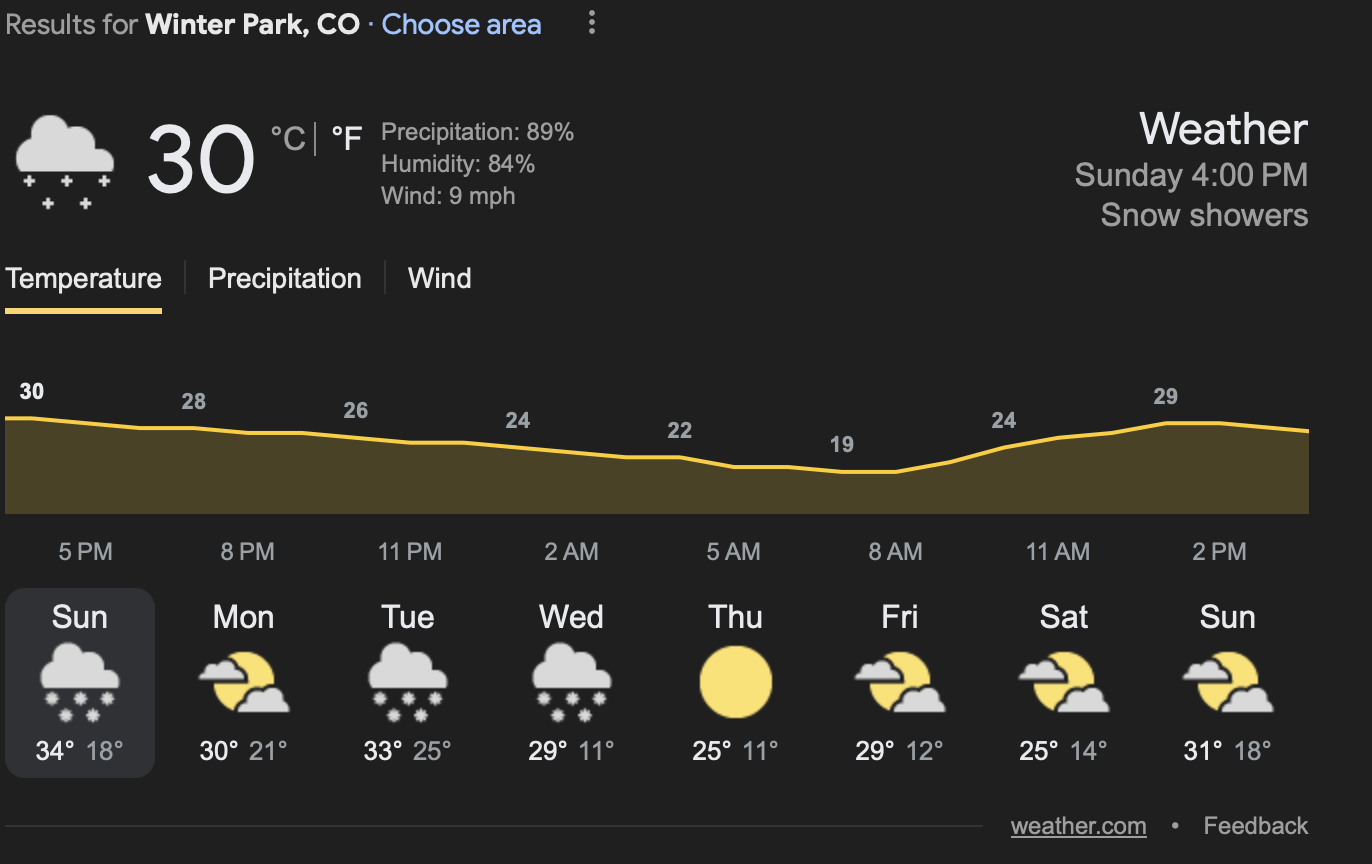 Results for Winter Park, CO · Choose area
30 °C | °F
Precipitation: 89%
Humidity: 84%
Wind: 9 mph
Weather
Sunday 4:00 PM
Snow showers
Temperature Precipitation Wind
30 28 26 24 22 19 24 29
5 PM 8 PM 11 PM 2 AM 5 AM 8 AM 11 AM 2 PM
Sun Mon Tue Wed Thu Fri Sat Sun
34° 18° 30° 21° 33° 25° 29° 11° 25° 11° 29° 12° 25° 14° 31° 18°
weather.com • Feedback